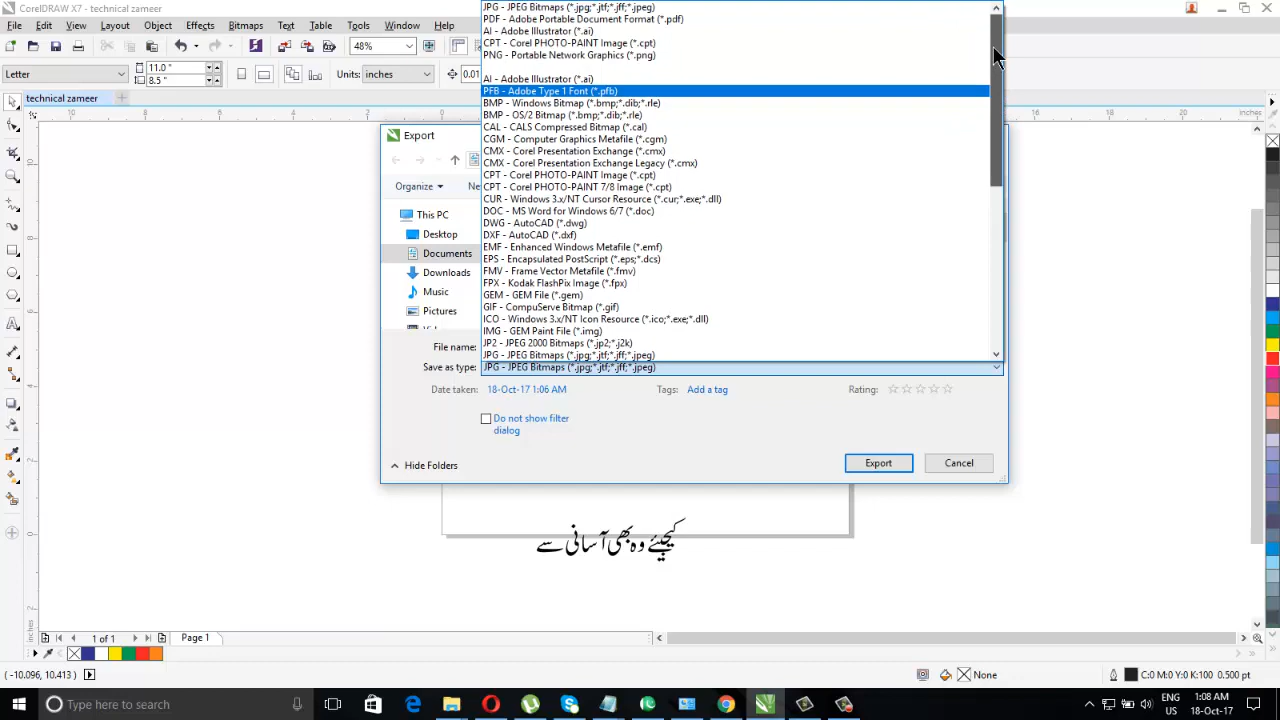 CorelDRAW X7 - technical zameer
File Edit View Layout Object Effects Bitmaps Text Table Tools Window Help
48%
Letter
11.0 "
8.5 "
Units: inches
0.01
technical zameer
Export
Organize
This PC
Desktop
Documents
Downloads
Music
Pictures
JPG - JPEG Bitmaps (*.jpg;*.jtf;*.jff;*.jpeg)
PDF - Adobe Portable Document Format (*.pdf)
AI - Adobe Illustrator (*.ai)
CPT - Corel PHOTO-PAINT Image (*.cpt)
PNG - Portable Network Graphics (*.png)
AI - Adobe Illustrator (*.ai)
PFB - Adobe Type 1 Font (*.pfb)
BMP - Windows Bitmap (*.bmp;*.dib;*.rle)
BMP - OS/2 Bitmap (*.bmp;*.dib;*.rle)
CAL - CALS Compressed Bitmap (*.cal)
CGM - Computer Graphics Metafile (*.cgm)
CMX - Corel Presentation Exchange (*.cmx)
CMX - Corel Presentation Exchange Legacy (*.cmx)
CPT - Corel PHOTO-PAINT Image (*.cpt)
CPT - Corel PHOTO-PAINT 7/8 Image (*.cpt)
CUR - Windows 3.x/NT Cursor Resource (*.cur;*.exe;*.dll)
DOC - MS Word for Windows 6/7 (*.doc)
DWG - AutoCAD (*.dwg)
DXF - AutoCAD (*.dxf)
EMF - Enhanced Windows Metafile (*.emf)
EPS - Encapsulated PostScript (*.eps;*.dcs)
FMV - Frame Vector Metafile (*.fmv)
FPX - Kodak FlashPix Image (*.fpx)
GEM - GEM File (*.gem)
GIF - CompuServe Bitmap (*.gif)
ICO - Windows 3.x/NT Icon Resource (*.ico;*.exe;*.dll)
IMG - GEM Paint File (*.img)
JP2 - JPEG 2000 Bitmaps (*.jp2;*.j2k)
JPG - JPEG Bitmaps (*.jpg;*.jtf;*.jff;*.jpeg)
File name:
Save as type: JPG - JPEG Bitmaps (*.jpg;*.jtf;*.jff;*.jpeg)
Date taken: 18-Oct-17 1:06 AM Tags: Add a tag Rating:
Do not show filter
dialog
Hide Folders Export Cancel
کیجیئے وہ بھی آسانی سے
1 of 1 Page 1
(-10.096, 10.413) None C:0 M:0 Y:0 K:100 0.500 pt
Type here to search
ENG
US
1:08 AM
18-Oct-17